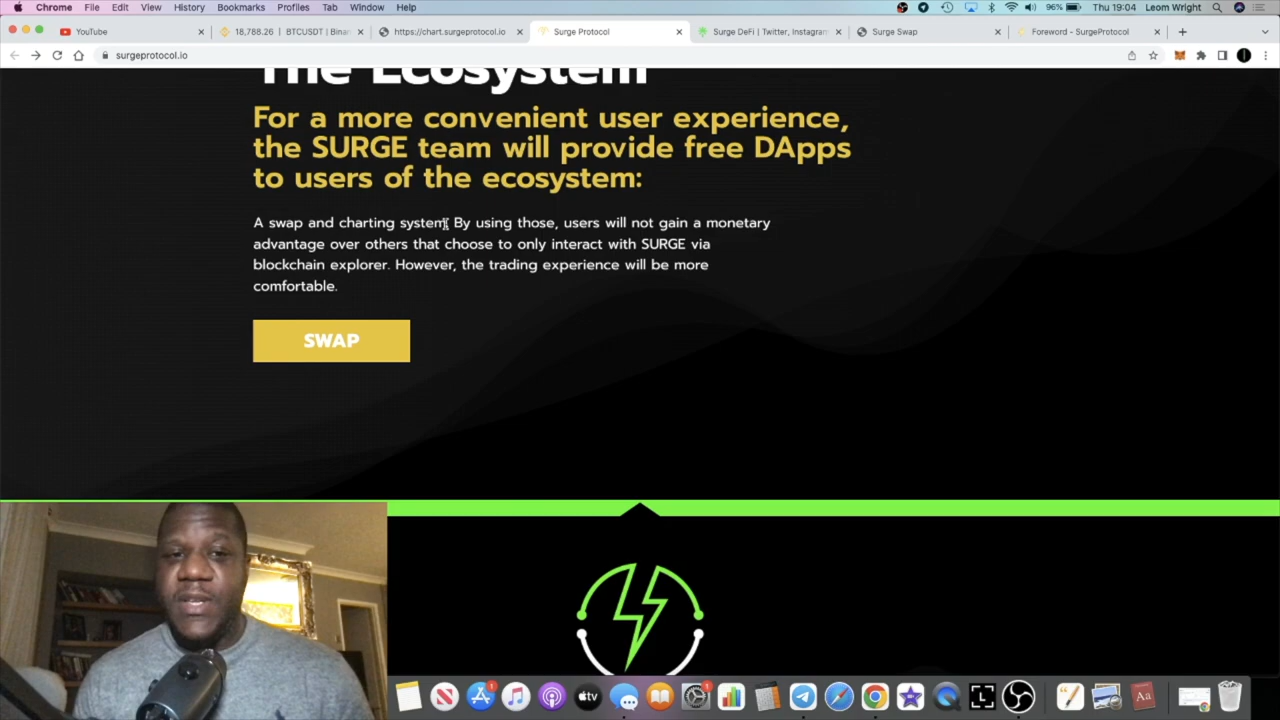 Chrome File Edit View History Bookmarks Profiles Tab Window Help 96% Thu 19:04 Leom Wright
YouTube 18,788.26 | BTCUSDT | Binan https://chart.surgeprotocol.io Surge Protocol Surge DeFi | Twitter, Instagram Surge Swap Foreword - SurgeProtocol
surgeprotocol.io
The Ecosystem
For a more convenient user experience,
the SURGE team will provide free DApps
to users of the ecosystem:
A swap and charting system. By using those, users will not gain a monetary
advantage over others that choose to only interact with SURGE via
blockchain explorer. However, the trading experience will be more
comfortable.
SWAP
tv
Aa